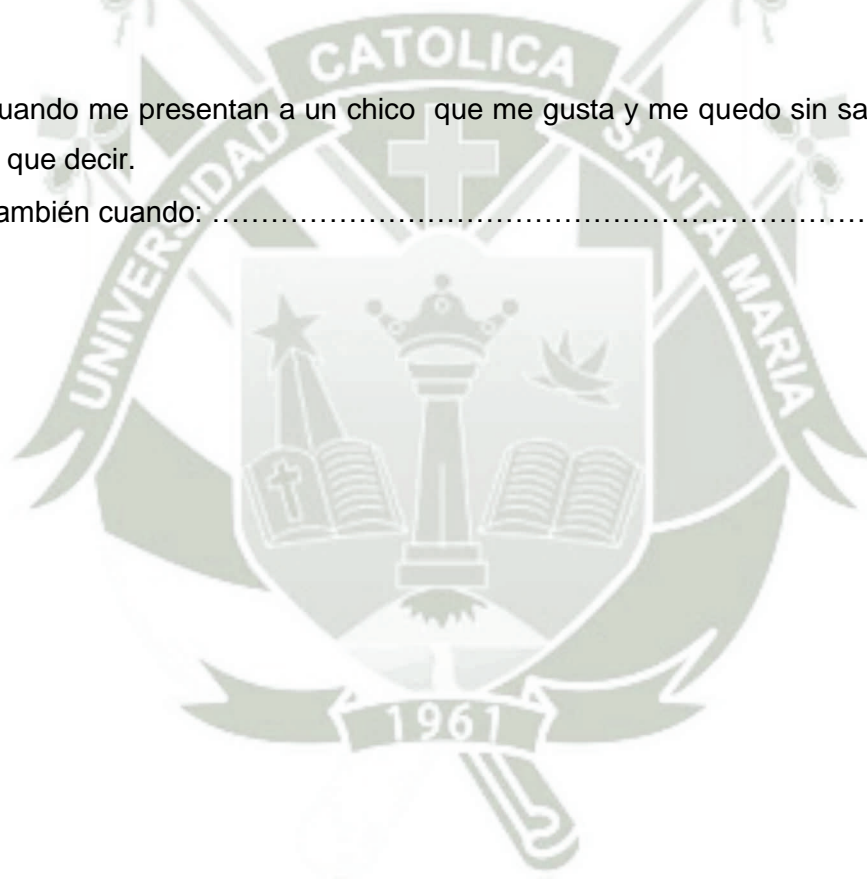 CATOLICA
uando me presentan a un chico que me gusta y me quedo sin sa
que decir.
ambién cuando: ……………………………………………………………
UNIVERSIDAD
SANTA MARIA
1961